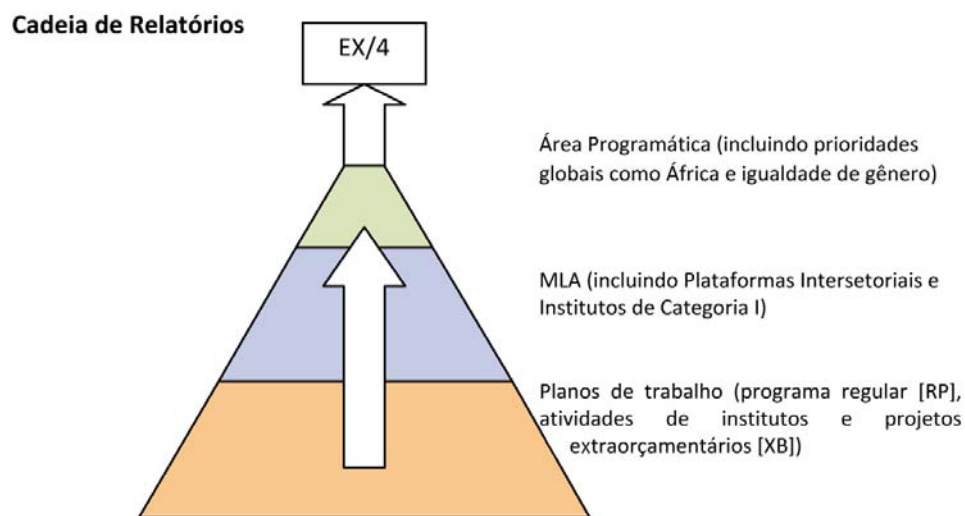 Cadeia de Relatórios
EX/4
Área Programática (incluindo prioridades
globais como África e igualdade de gênero)
MLA (incluindo Plataformas Intersetoriais e
Institutos de Categoria I)
Planos de trabalho (programa regular [RP],
atividades de institutos e projetos
extraorçamentários [XB])